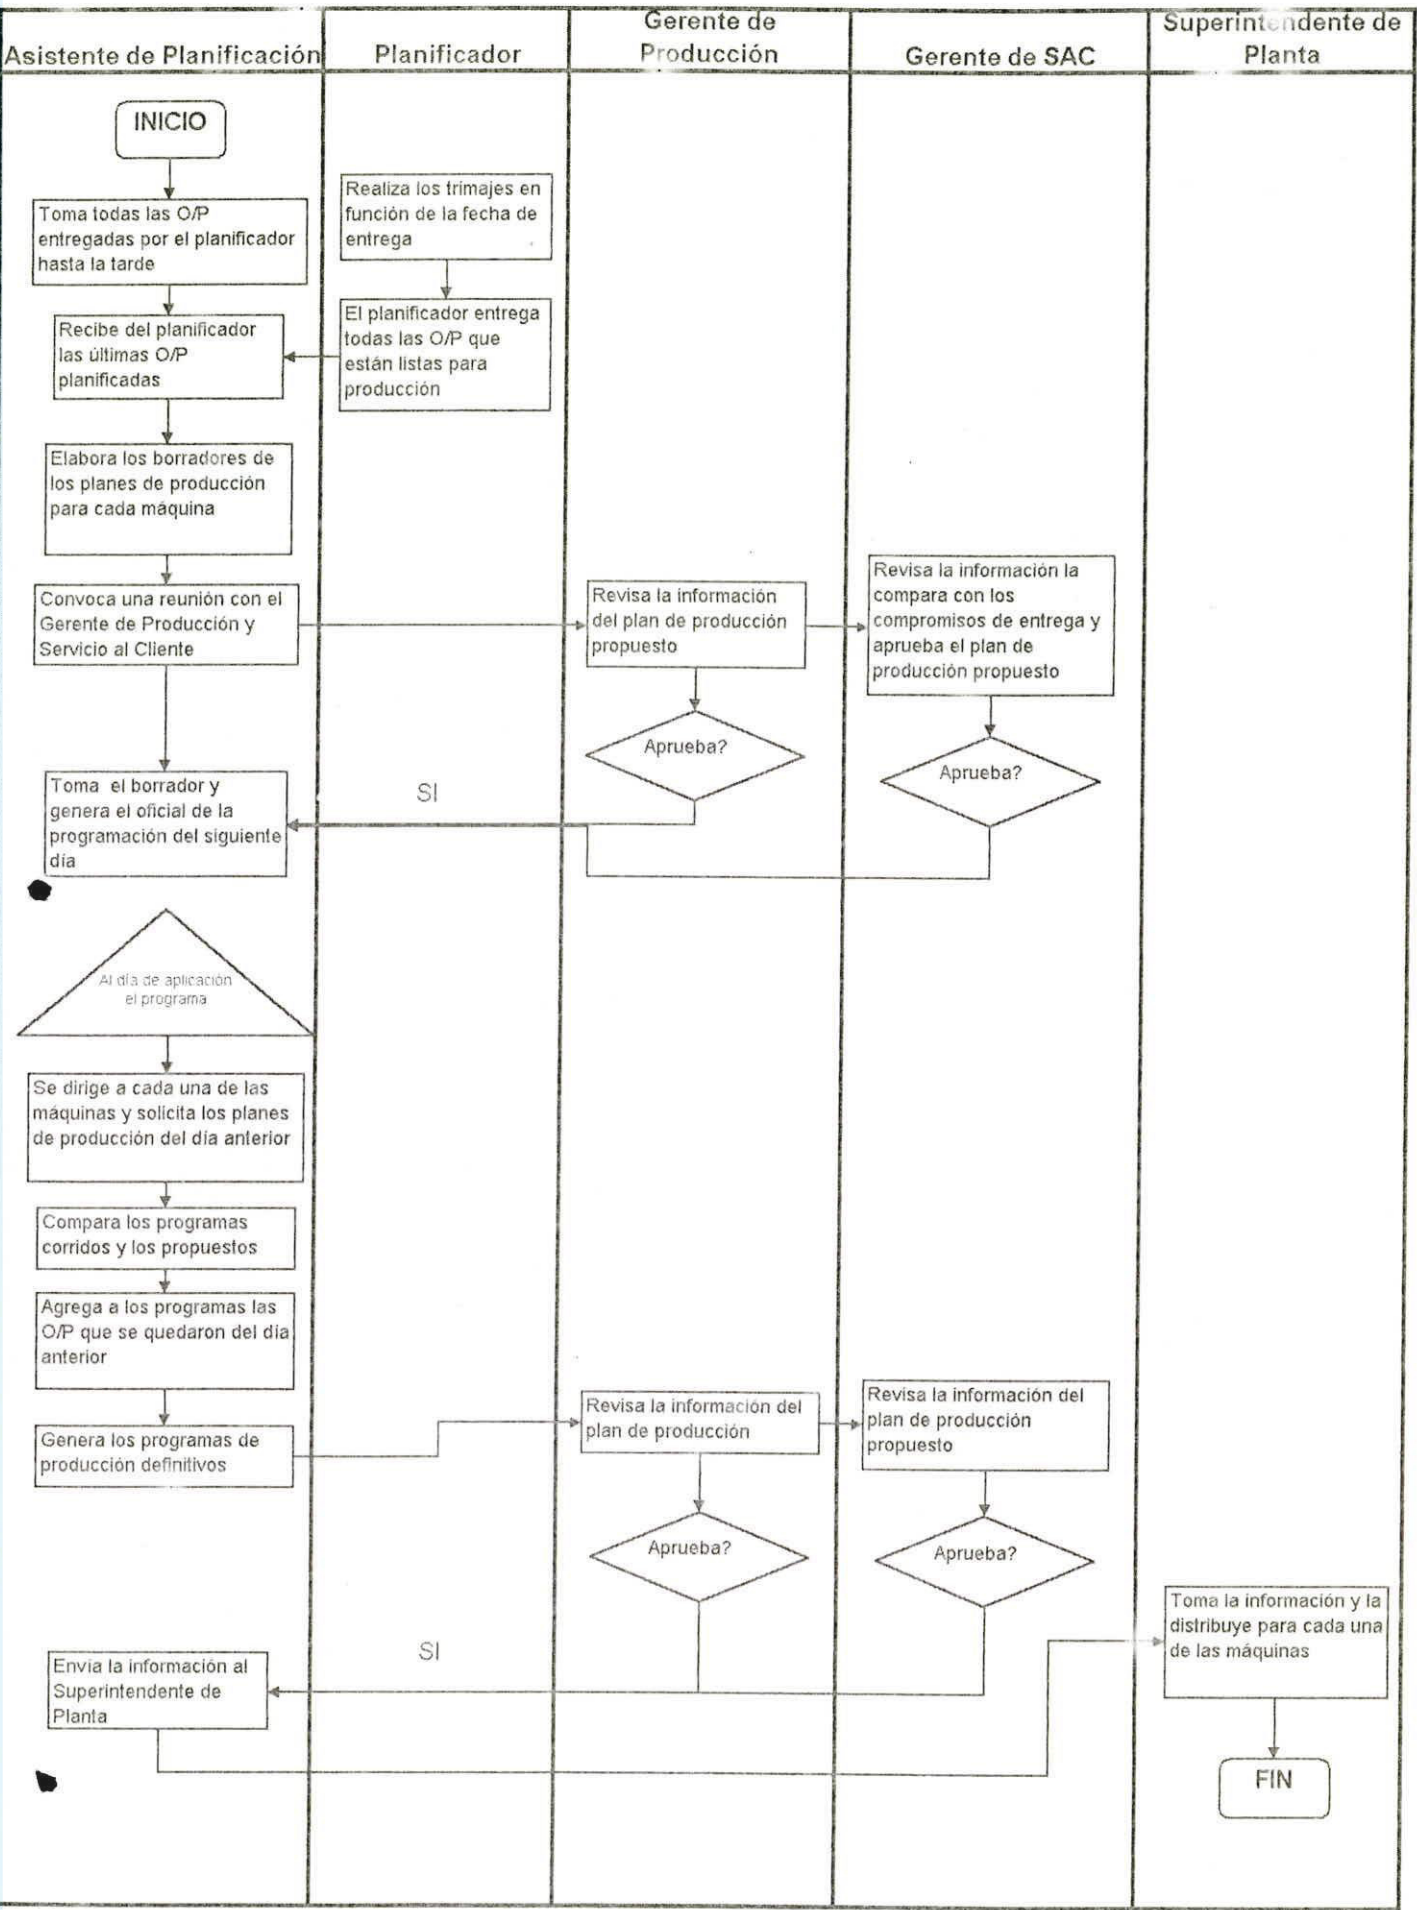 Asistente de Planificación
Planificador
Gerente de
Producción
Gerente de SAC
Superintendente de
Planta
INICIO
Toma todas las O/P
entregadas por el planificador
hasta la tarde
Realiza los trimajes en
función de la fecha de
entrega
Recibe del planificador
las últimas O/P
planificadas
El planificador entrega
todas las O/P que
están listas para
producción
Elabora los borradores de
los planes de producción
para cada máquina
Convoca una reunión con el
Gerente de Producción y
Servicio al Cliente
Revisa la información
del plan de producción
propuesto
Revisa la información la
compara con los
compromisos de entrega y
aprueba el plan de
producción propuesto
Aprueba?
Aprueba?
SI
Toma el borrador y
genera el oficial de la
programación del siguiente
día
Al día de aplicación
el programa
Se dirige a cada una de las
máquinas y solicita los planes
de producción del día anterior
Compara los programas
corridos y los propuestos
Agrega a los programas las
O/P que se quedaron del día
anterior
Genera los programas de
producción definitivos
Revisa la información del
plan de producción
Revisa la información del
plan de producción
propuesto
Aprueba?
Aprueba?
SI
Envía la información al
Superintendente de
Planta
Toma la información y la
distribuye para cada una
de las máquinas
FIN